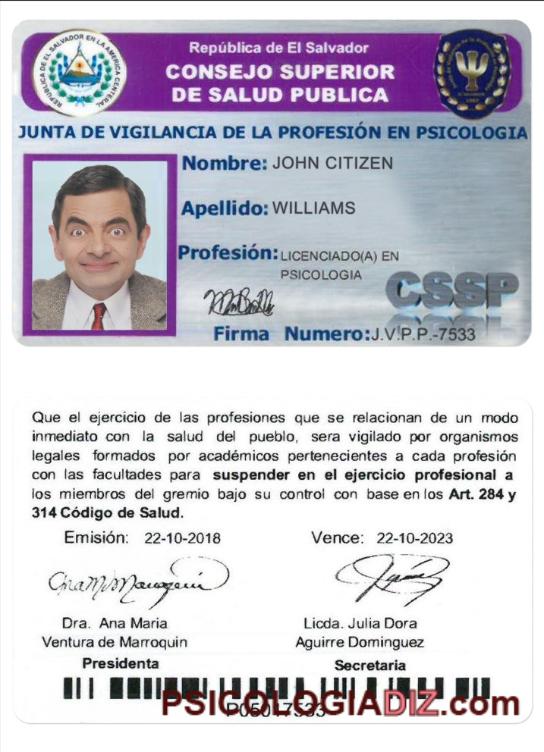 REPUBLICA DE EL SALVADOR EN LA AMERICA CENTRAL
República de El Salvador
CONSEJO SUPERIOR
DE SALUD PUBLICA
JUNTA DE VIGILANCIA DE LA PROFESIÓN EN PSICOLOGIA
Nombre: JOHN CITIZEN
Apellido: WILLIAMS
Profesión: LICENCIADO(A) EN
PSICOLOGIA
CSSP
Firma Numero: J.V.P.P.-7533
Que el ejercicio de las profesiones que se relacionan de un modo
inmediato con la salud del pueblo, sera vigilado por organismos
legales formados por académicos pertenecientes a cada profesión
con las facultades para suspender en el ejercicio profesional a
los miembros del gremio bajo su control con base en los Art. 284 y
314 Código de Salud.
Emisión: 22-10-2018 Vence: 22-10-2023
Dra. Ana Maria Licda. Julia Dora
Ventura de Marroquin Aguirre Dominguez
Presidenta Secretaria
PSICOLOGIADIZ.com
P05017533